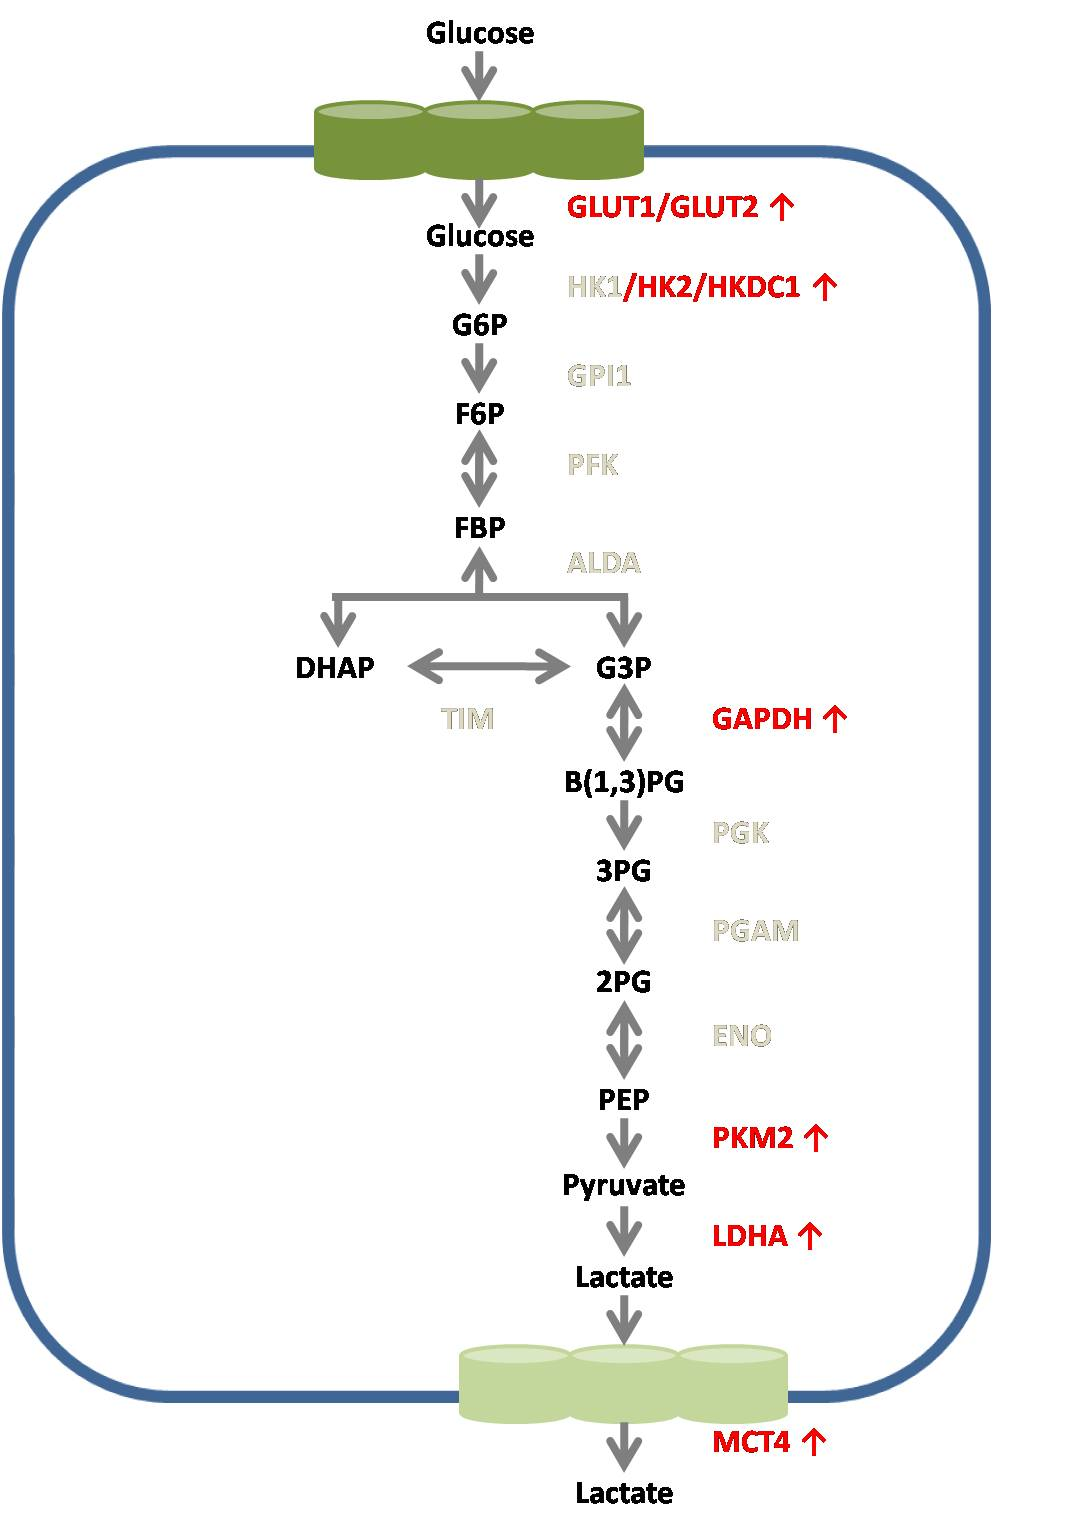 Glucose
GLUT1/GLUT2 ↑
Glucose
HK1/HK2/HKDC1 ↑
G6P
GPI1
F6P
PFK
FBP
ALDA
DHAP
G3P
TIM
GAPDH ↑
B(1,3)PG
PGK
3PG
PGAM
2PG
ENO
PEP
PKM2 ↑
Pyruvate
LDHA ↑
Lactate
MCT4 ↑
Lactate